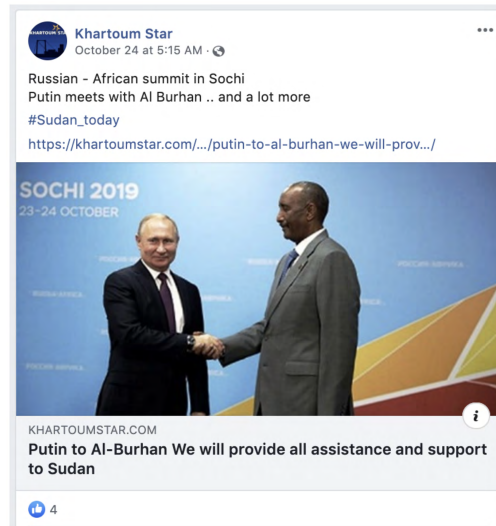 Khartoum Star
October 24 at 5:15 AM ·
Russian - African summit in Sochi
Putin meets with Al Burhan .. and a lot more
#Sudan_today
https://khartoumstar.com/.../putin-to-al-burhan-we-will-prov.../
SOCHI 2019
23-24 OCTOBER
KHARTOUMSTAR.COM
Putin to Al-Burhan We will provide all assistance and support
to Sudan
4